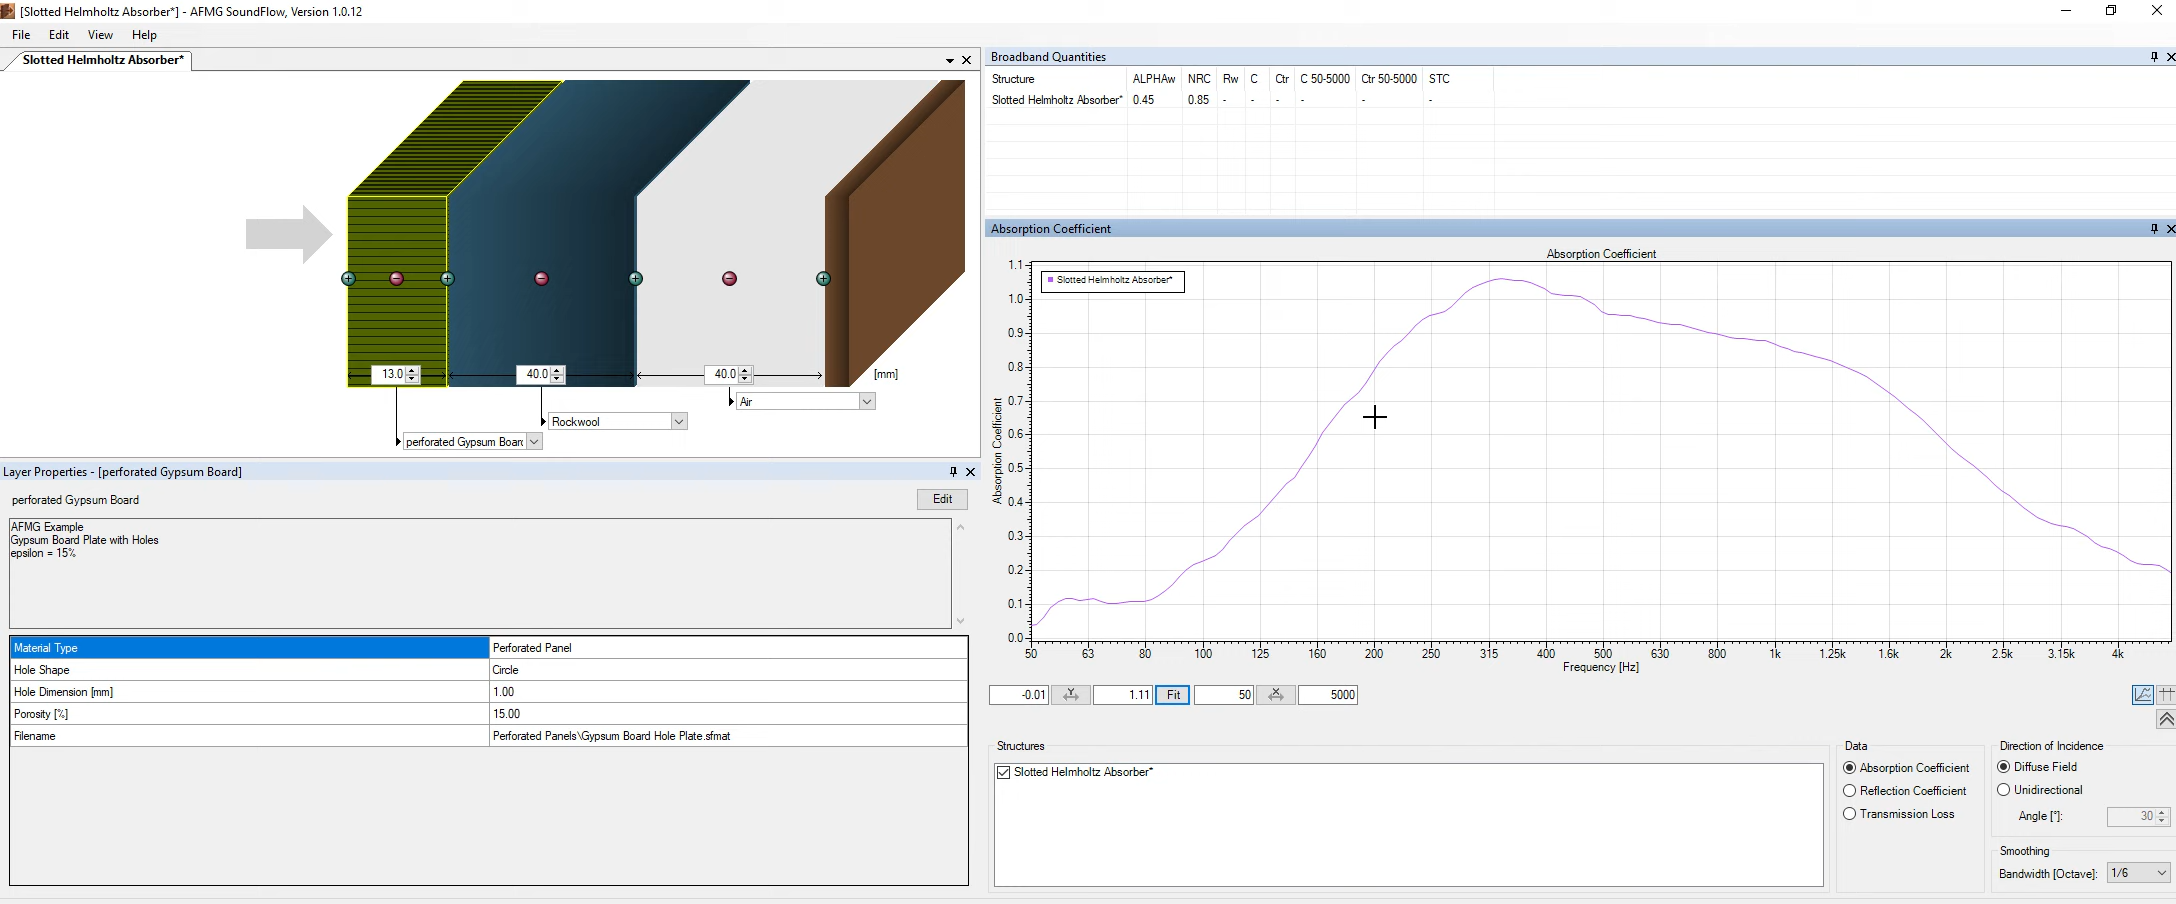 [Slotted Helmholtz Absorber*] - AFMG SoundFlow, Version 1.0.12
File Edit View Help
Slotted Helmholtz Absorber*
13.0
40.0
40.0
[mm]
Air
Rockwool
perforated Gypsum Boar
Layer Properties - [perforated Gypsum Board]
perforated Gypsum Board
Edit
AFMG Example
Gypsum Board Plate with Holes
epsilon = 15%
Material Type Perforated Panel
Hole Shape Circle
Hole Dimension [mm] 1.00
Porosity [%] 15.00
Filename Perforated Panels\Gypsum Board Hole Plate.sfmat
Broadband Quantities
Structure ALPHAw NRC Rw C Ctr C 50-5000 Ctr 50-5000 STC
Slotted Helmholtz Absorber* 0.45 0.85 - - - - - -
Absorption Coefficient
Absorption Coefficient
Slotted Helmholtz Absorber*
1.1
1.0
0.9
0.8
0.7
0.6
0.5
0.4
0.3
0.2
0.1
0.0
Absorption Coefficient
50 63 80 100 125 160 200 250 315 400 500 630 800 1k 1.25k 1.6k 2k 2.5k 3.15k 4k
Frequency [Hz]
-0.01 Y 1.11 Fit 50 X 5000
Structures
Slotted Helmholtz Absorber*
Data
Absorption Coefficient
Reflection Coefficient
Transmission Loss
Direction of Incidence
Diffuse Field
Unidirectional
Angle [°]: 30
Smoothing
Bandwidth [Octave]: 1/6